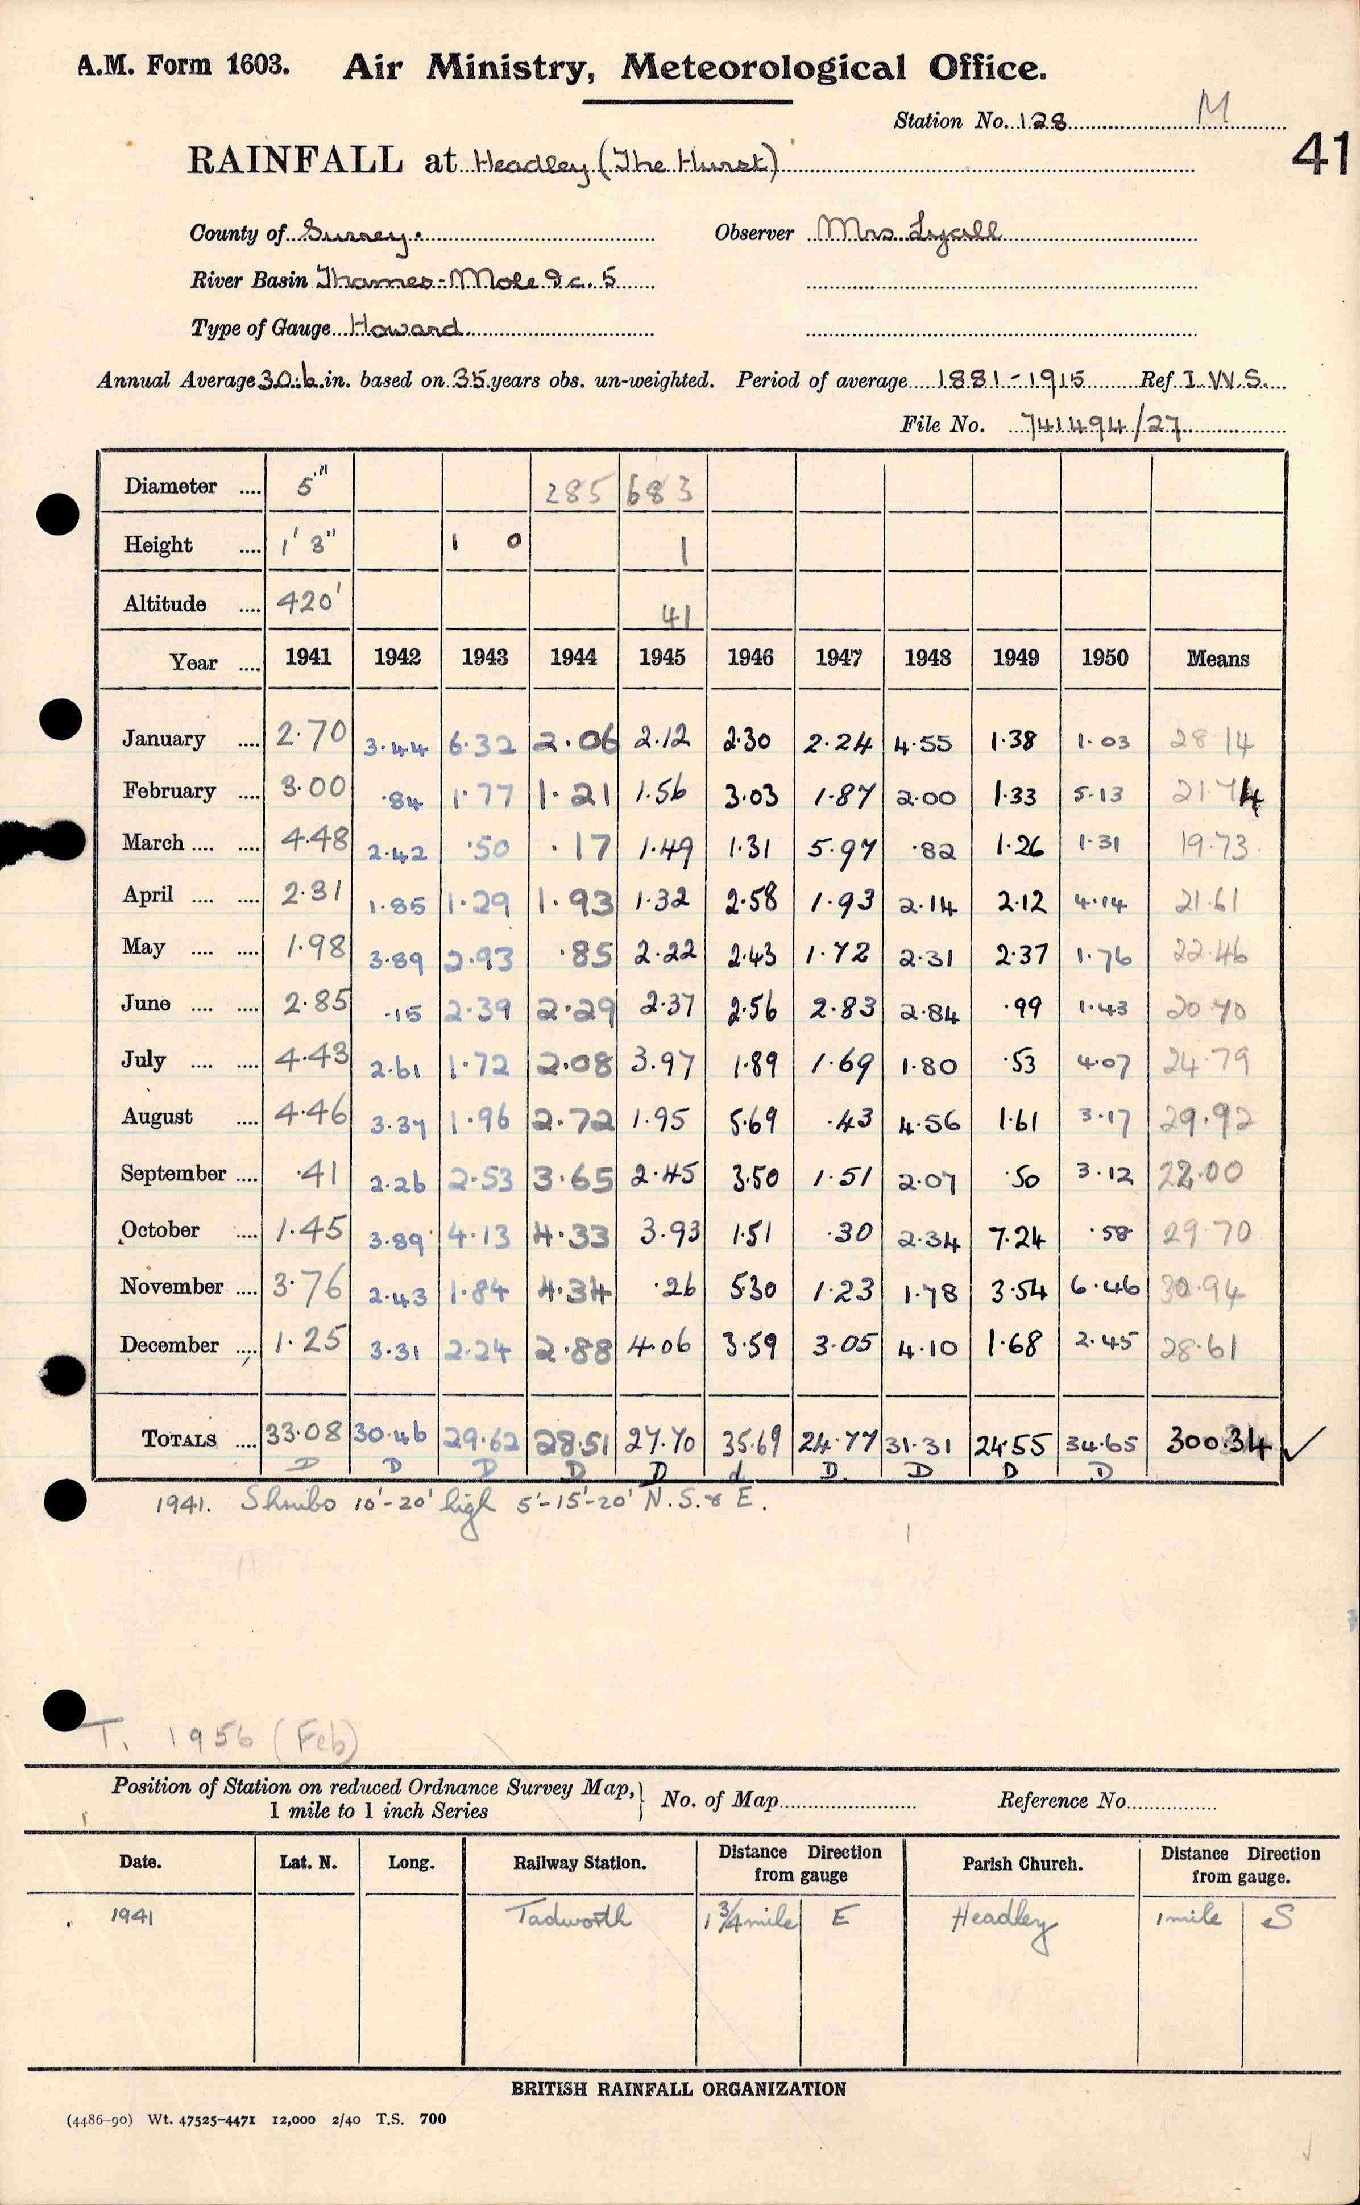 A.M. Form 1603. Air Ministry, Meteorological Office.
Station No. 128 M
41
RAINFALL at Headley (The Hurst)
County of Surrey. Observer Mrs Lyall
River Basin Thames-Mole &c. 5
Type of Gauge Howard
Annual Average 30.6 in. based on 35 years obs. un-weighted. Period of average 1881-1915 Ref I.W.S.
File No. 741494/27
Diameter .... 5" 285 683
Height .... 1' 3" 1 0 1
Altitude .... 420' 41
Year .... 1941 1942 1943 1944 1945 1946 1947 1948 1949 1950 Means
January .... 2.70 3.44 6.32 2.06 2.12 2.30 2.24 4.55 1.38 1.03 28 14
February .... 3.00 .84 1.77 1.21 1.56 3.03 1.87 2.00 1.33 5.13 21.74
March .... .... 4.48 2.42 .50 .17 1.49 1.31 5.97 .82 1.26 1.31 19.73
April .... .... 2.31 1.85 1.29 1.93 1.32 2.58 1.93 2.14 2.12 4.14 21.61
May .... .... 1.98 3.89 2.93 .85 2.22 2.43 1.72 2.31 2.37 1.76 22.46
June .... .... 2.85 .15 2.39 2.29 2.37 2.56 2.83 2.84 .99 1.43 20 70
July .... .... 4.43 2.61 1.72 2.08 3.97 1.89 1.69 1.80 .53 4.07 24.79
August .... 4.46 3.37 1.96 2.72 1.95 5.69 .43 4.56 1.61 3.17 29.92
September .... .41 2.26 2.53 3.65 2.45 3.50 1.51 2.07 .50 3.12 22.00
October .... 1.45 3.89 4.13 4.33 3.93 1.51 .30 2.34 7.24 .58 29.70
November .... 3.76 2.43 1.84 4.34 .26 5.30 1.23 1.78 3.54 6.46 30.94
December .... 1.25 3.31 2.24 2.88 4.06 3.59 3.05 4.10 1.68 2.45 28.61
TOTALS .... 33.08 30.46 29.62 28.51 27.70 35.69 24.77 31.31 24.55 34.65 300.34 ✓
D D D D D d D D D D
1941. Shrubs 10'-20' high 5'-15'-20' N.S.& E.
T. 1956 (Feb)
Position of Station on reduced Ordnance Survey Map, 1 mile to 1 inch Series } No. of Map Reference No.
Date. Lat. N. Long. Railway Station. Distance Direction from gauge Parish Church. Distance Direction from gauge.
1941 Tadworth 1 3/4 mile E Headley 1 mile S
BRITISH RAINFALL ORGANIZATION
(4486-90) Wt. 47525-4471 12,000 2/40 T.S. 700